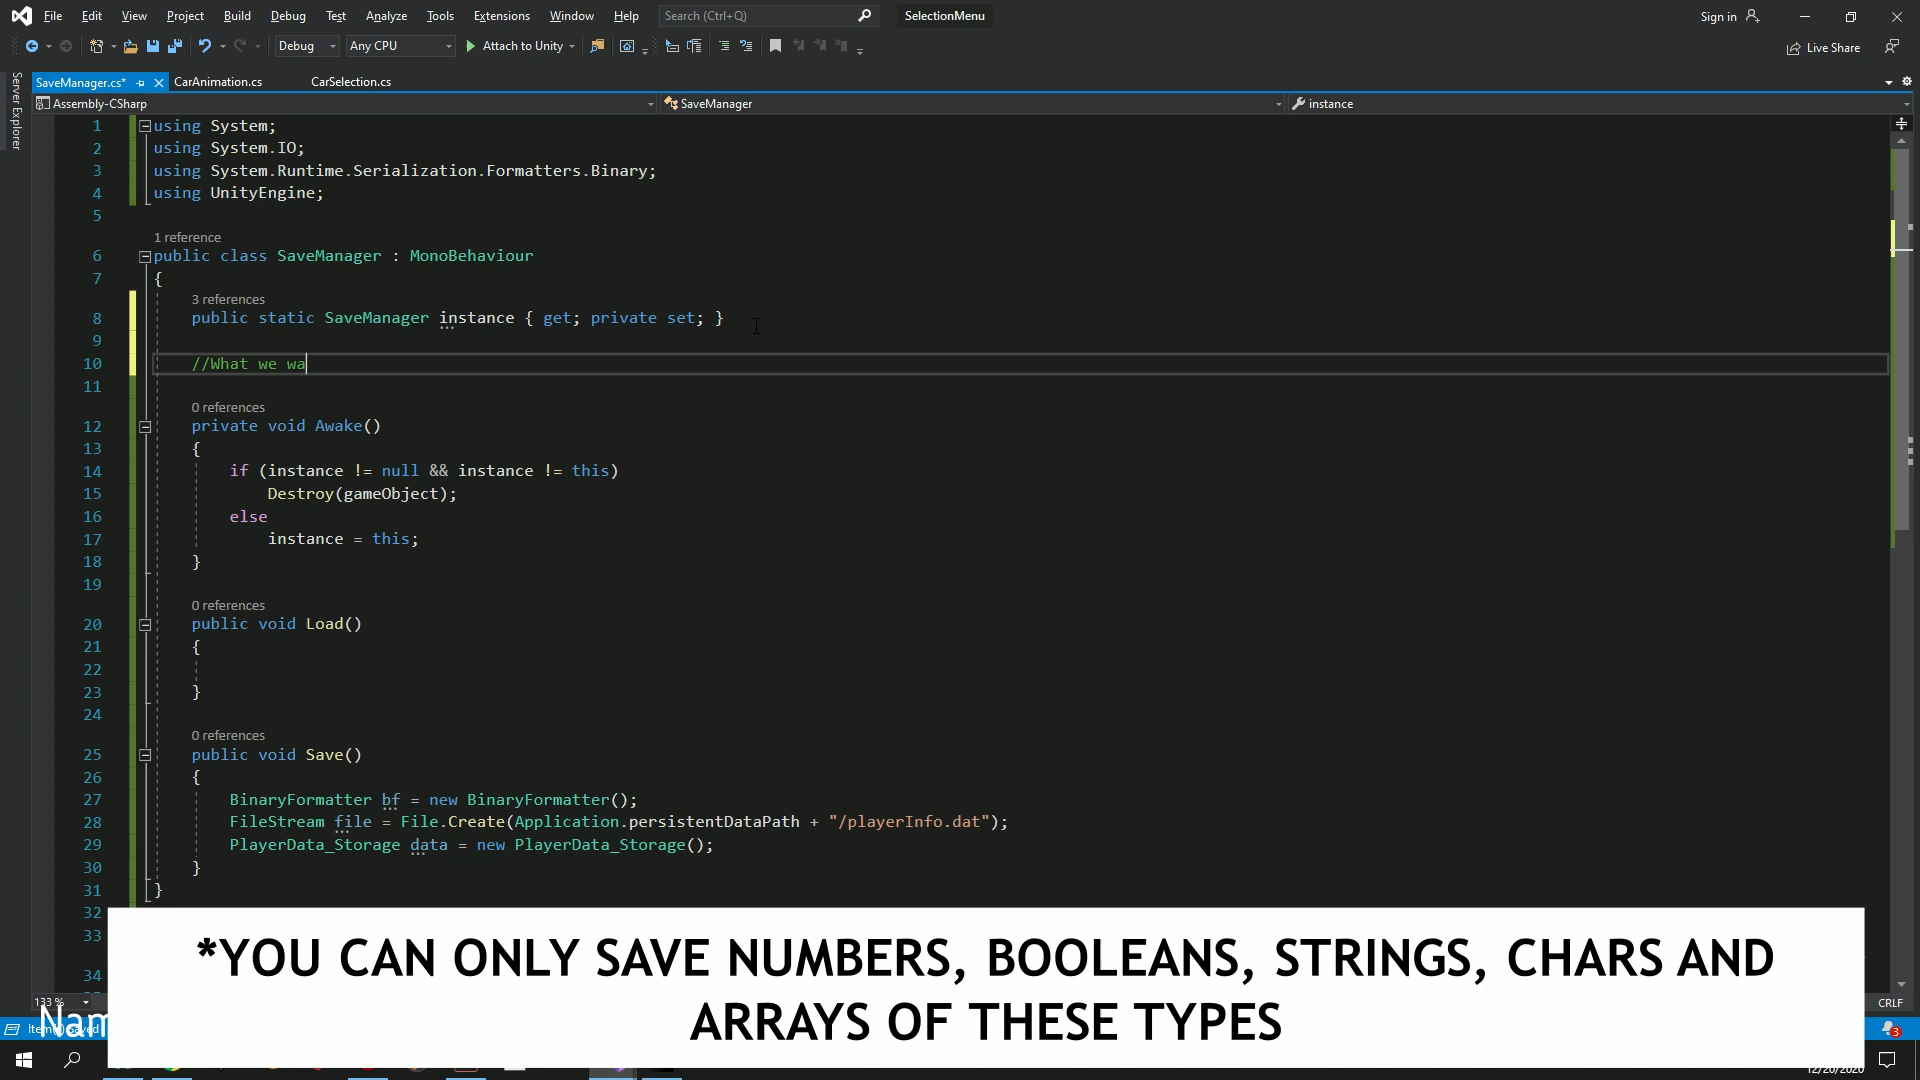 File Edit View Project Build Debug Test Analyze Tools Extensions Window Help Search (Ctrl+Q) SelectionMenu Sign in
Debug Any CPU Attach to Unity Live Share
Server Explorer
SaveManager.cs* CarAnimation.cs CarSelection.cs
Assembly-CSharp SaveManager instance
1 using System;
2 using System.IO;
3 using System.Runtime.Serialization.Formatters.Binary;
4 using UnityEngine;
5
1 reference
6 public class SaveManager : MonoBehaviour
7 {
3 references
8 public static SaveManager instance { get; private set; }
9
10 //What we wa
11
0 references
12 private void Awake()
13 {
14 if (instance != null && instance != this)
15 Destroy(gameObject);
16 else
17 instance = this;
18 }
19
0 references
20 public void Load()
21 {
22
23 }
24
0 references
25 public void Save()
26 {
27 BinaryFormatter bf = new BinaryFormatter();
28 FileStream file = File.Create(Application.persistentDataPath + "/playerInfo.dat");
29 PlayerData_Storage data = new PlayerData_Storage();
30 }
31 }
32
33
34
*YOU CAN ONLY SAVE NUMBERS, BOOLEANS, STRINGS, CHARS AND
ARRAYS OF THESE TYPES
133 % CRLF
Nam
3
12/20/2020